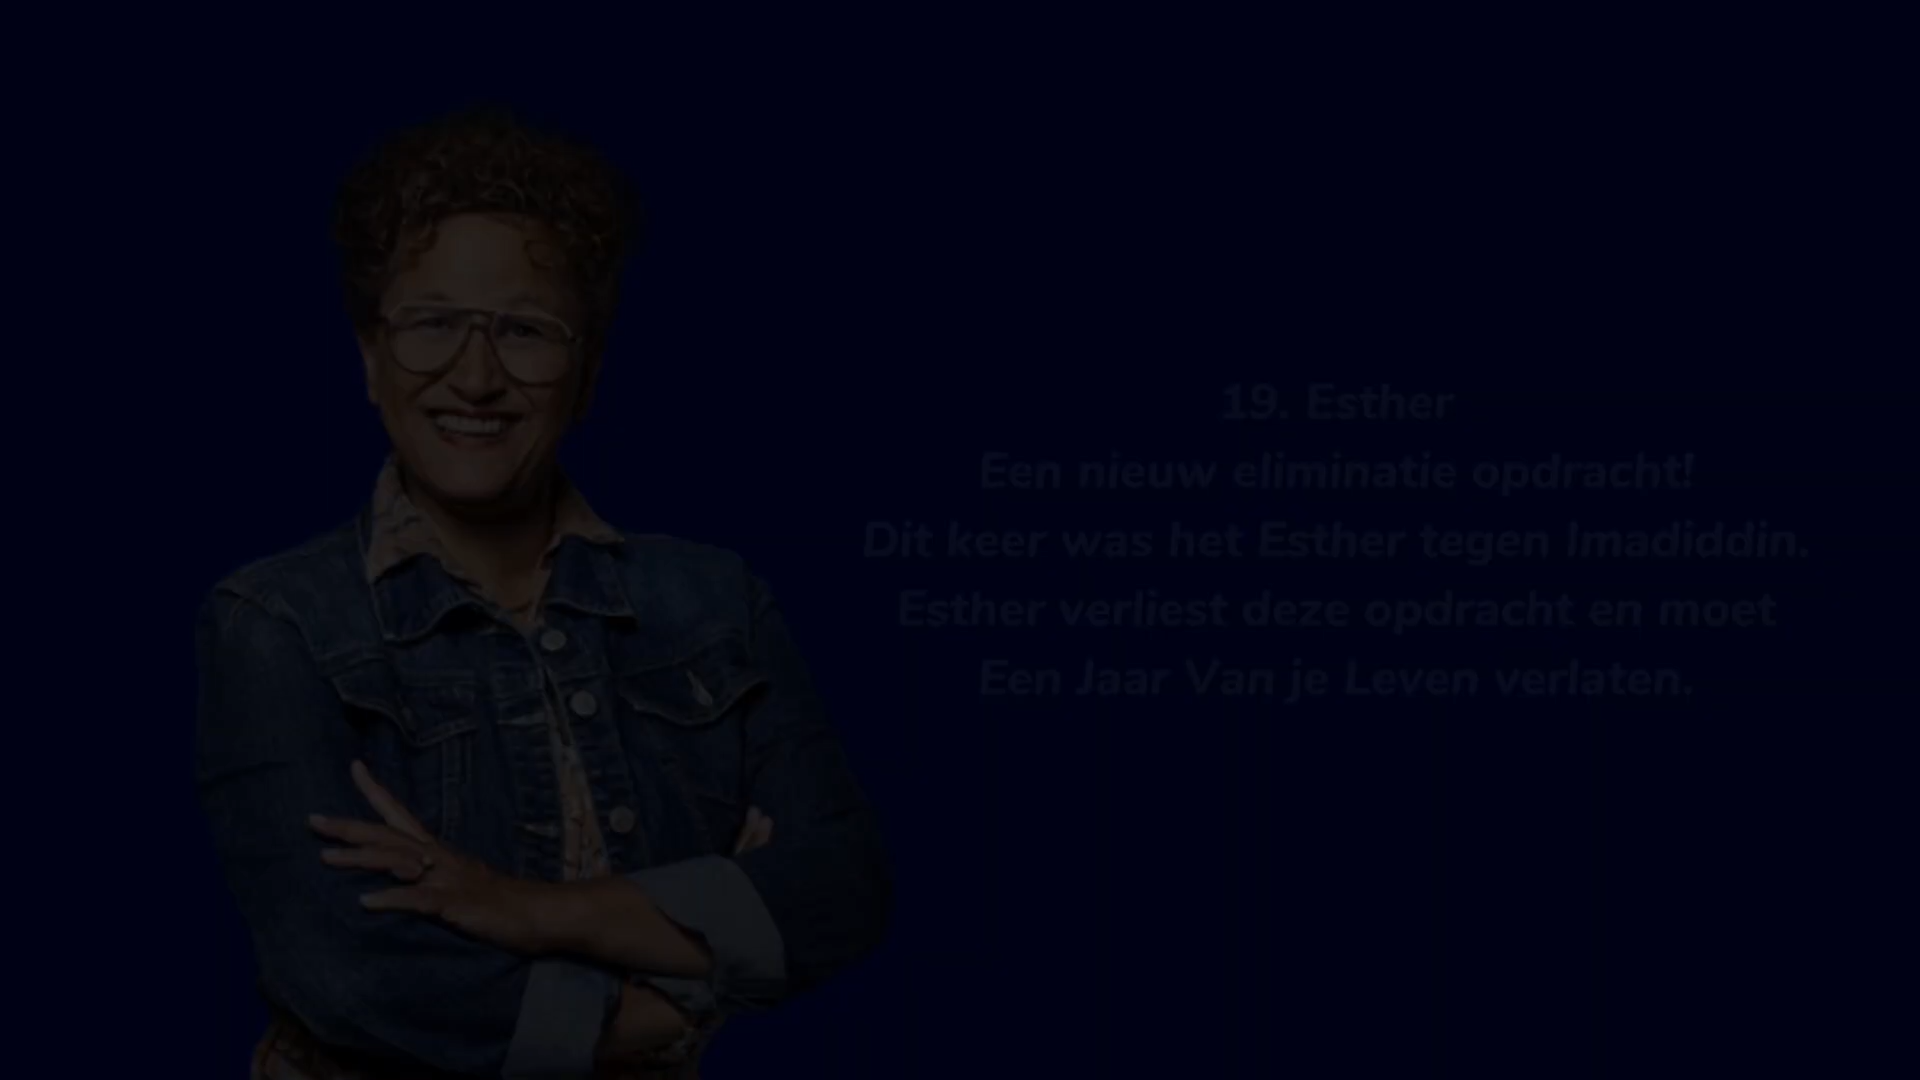 19. Esther
Een nieuw eliminatie opdracht!
Dit keer was het Esther tegen Imadiddin.
Esther verliest deze opdracht en moet
Een Jaar Van je Leven verlaten.